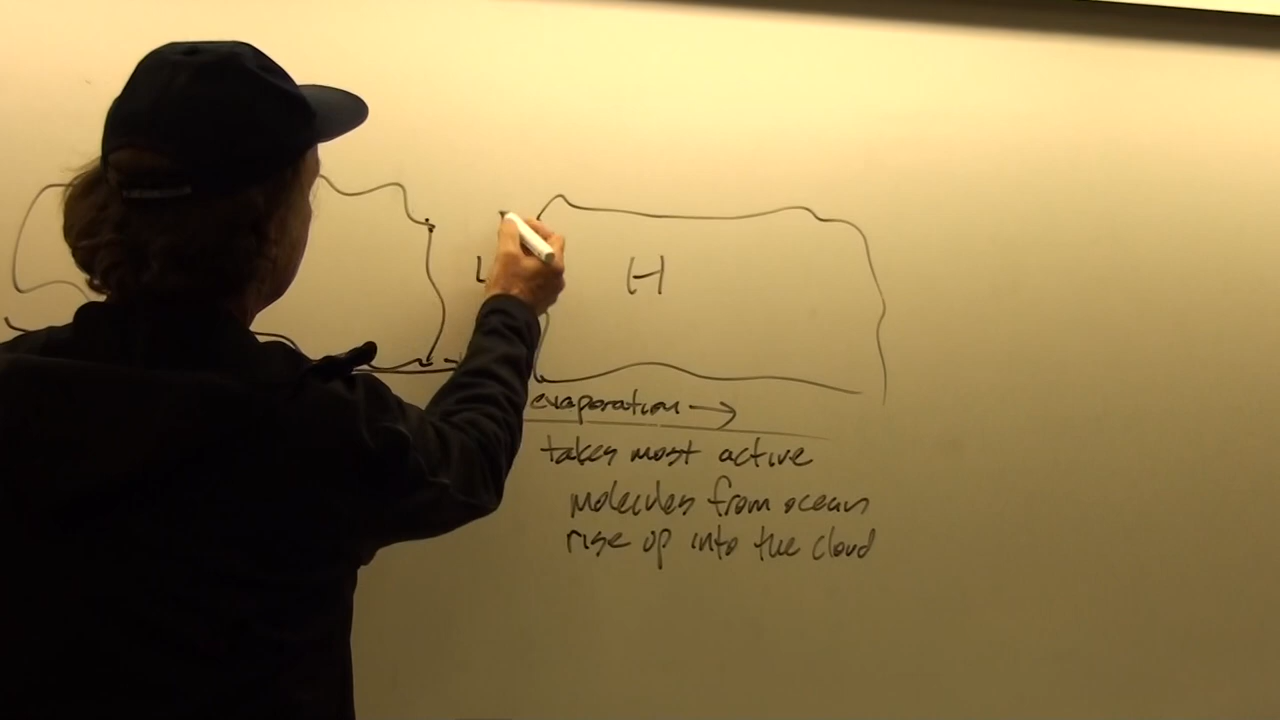 L H
evaporation →
takes most active
molecules from ocean
rise up into the cloud